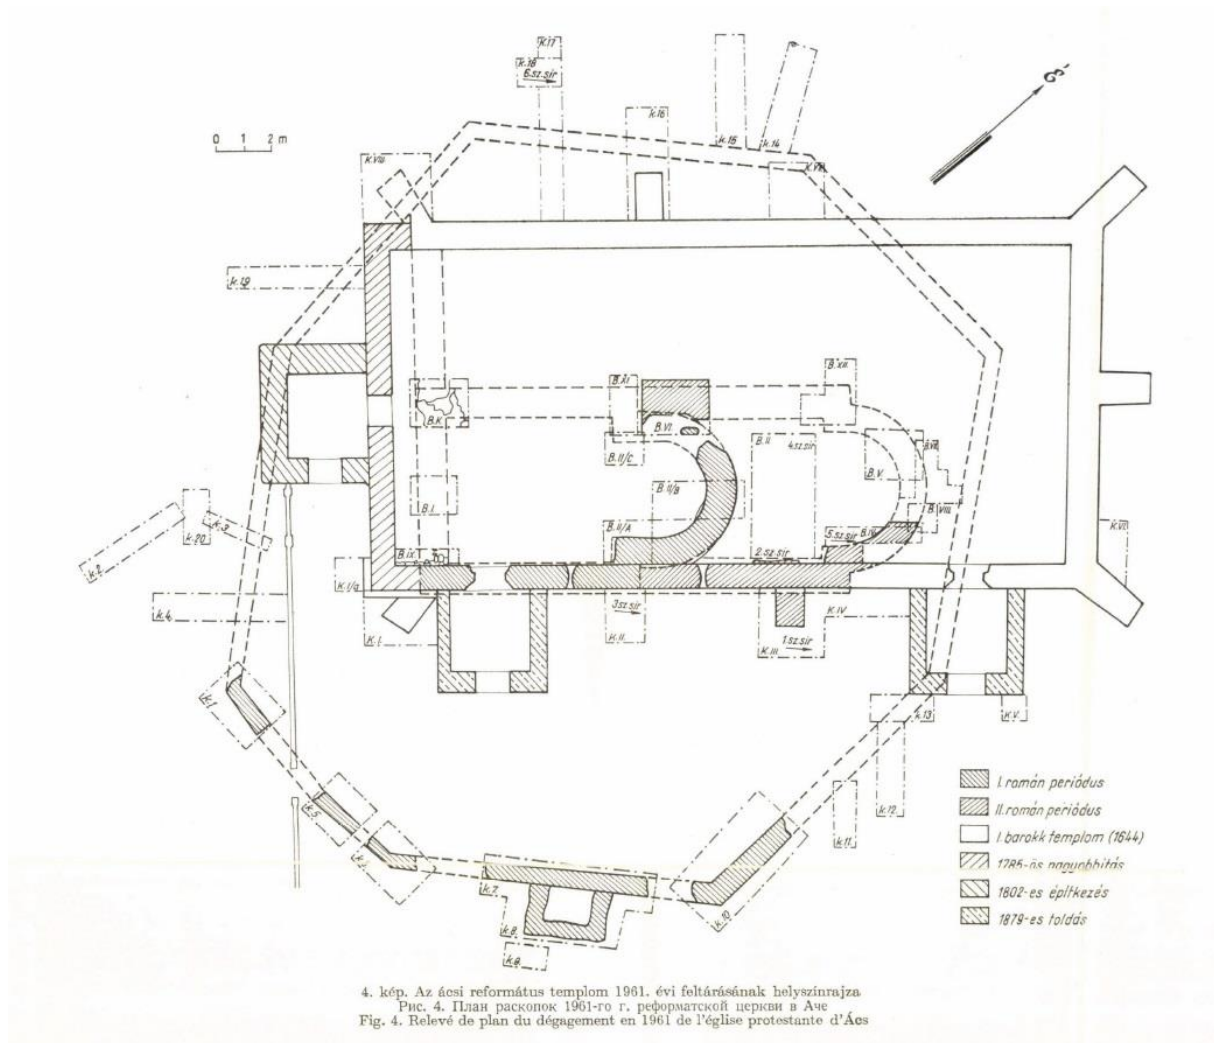 K.17
K.18
6.sz.sír
É
K.16
K.15
K.14
0 1 2 m
K.VIII.
K.VII.
K.19
B.XII.
B.XI
B.K.
B.VI.
B.II
4.sz.sír
B.II/C
B.V.
B.VII.
B.I.
B.II/B
B.VIII.
K.20
K.3
B.II/A
5.sz.sír
B.IV.
K.VI.
K.2
B.IX.
2.sz.sír
K.I/a
K.4.
3.sz.sír
K.IV
K.I.
K.II.
K.III
1.sz.sír
K.1
K.13
K.V.
K.5.
K.12.
K.11.
K.7.
K.10
K.8.
K.9.
I. román periódus
II. román periódus
I. barokk templom (1644)
1785-ös nagyobbítás
1802-es építkezés
1879-es toldás
4. kép. Az ácsi református templom 1961. évi feltárásának helyszínrajza
Рис. 4. План раскопок 1961-го г. реформатской церкви в Аче
Fig. 4. Relevé de plan du dégagement en 1961 de l'église protestante d'Ács